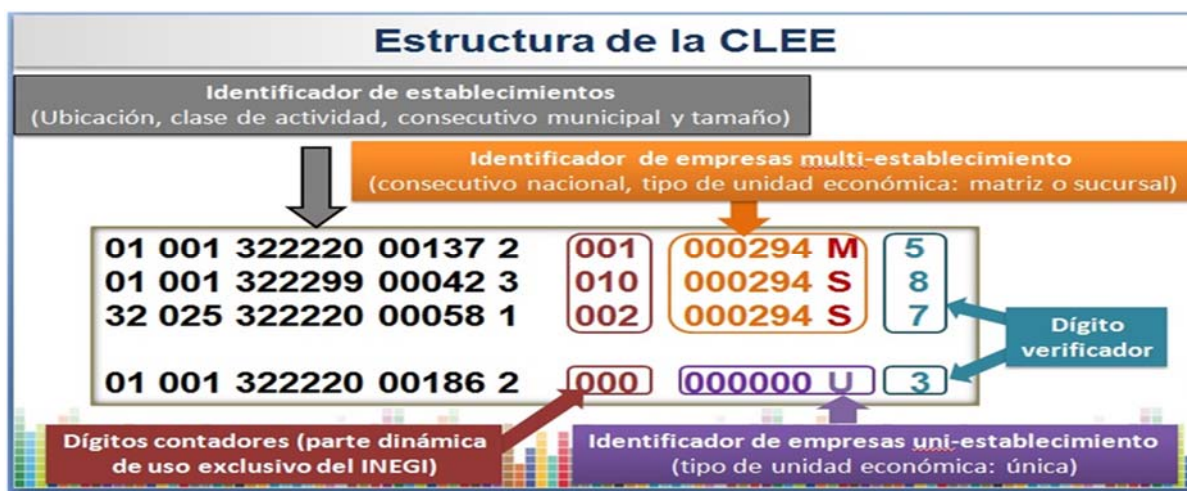 Estructura de la CLEE
Identificador de establecimientos
(Ubicación, clase de actividad, consecutivo municipal y tamaño)
Identificador de empresas multi-establecimiento
(consecutivo nacional, tipo de unidad económica: matriz o sucursal)
01 001 322220 00137 2 001 000294 M 5
01 001 322299 00042 3 010 000294 S 8
32 025 322220 00058 1 002 000294 S 7
Dígito
verificador
01 001 322220 00186 2 000 000000 U 3
Dígitos contadores (parte dinámica
de uso exclusivo del INEGI)
Identificador de empresas uni-establecimiento
(tipo de unidad económica: única)